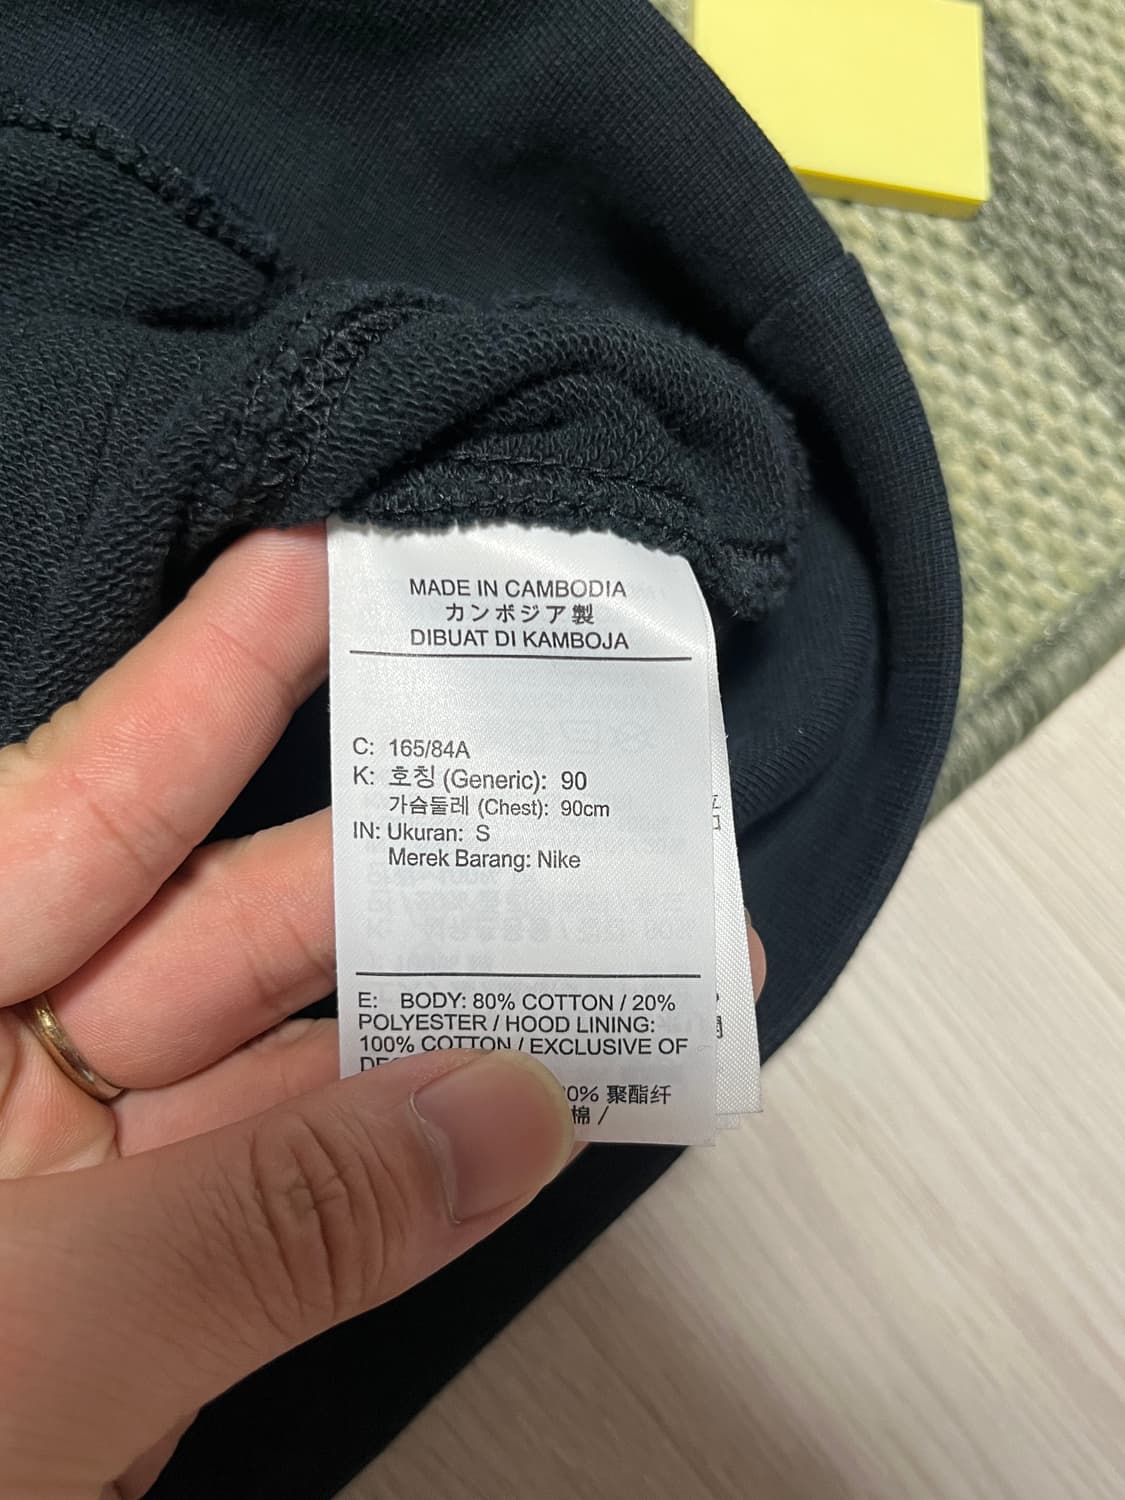 MADE IN CAMBODIA
カンボジア製
DIBUAT DI KAMBOJA
C: 165/84A
K: 호칭 (Generic): 90
가슴둘레 (Chest): 90cm
IN: Ukuran: S
Merek Barang: Nike
E: BODY: 80% COTTON / 20%
POLYESTER / HOOD LINING:
100% COTTON / EXCLUSIVE OF
0% 聚酯纤
棉 /